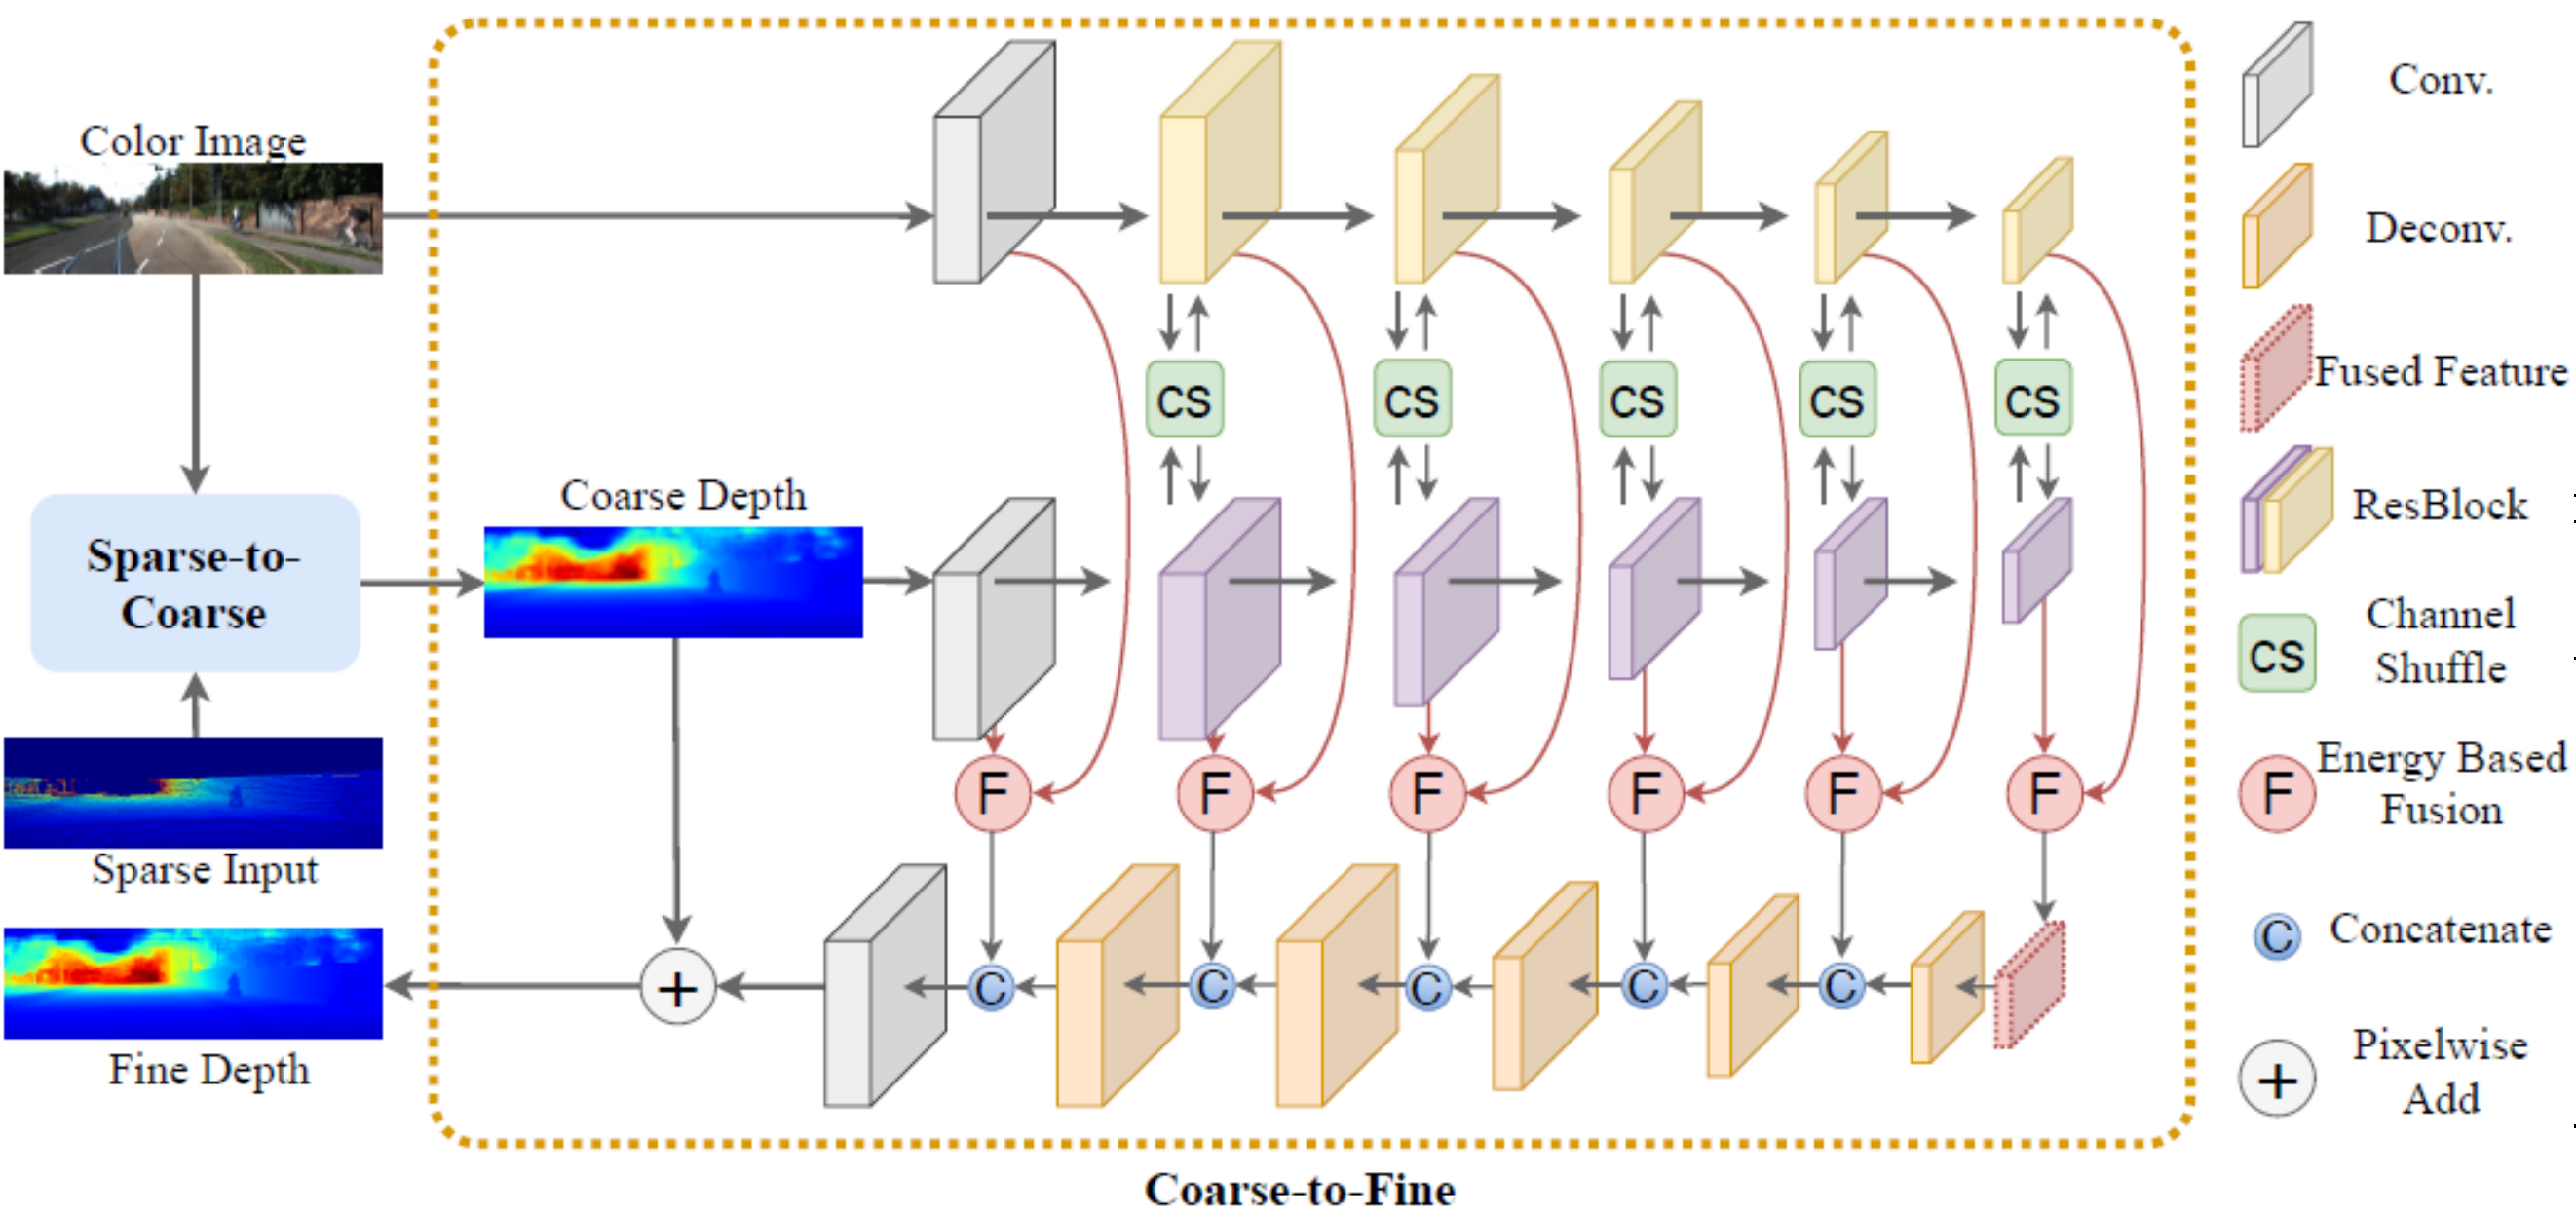 Color Image
Sparse-to-
Coarse
Sparse Input
Fine Depth
Coarse Depth
CS CS CS CS CS
F F F F F F
+ C C C C C
Coarse-to-Fine
Conv.
Deconv.
Fused Feature
ResBlock
CS Channel
Shuffle
F Energy Based
Fusion
C Concatenate
+ Pixelwise
Add